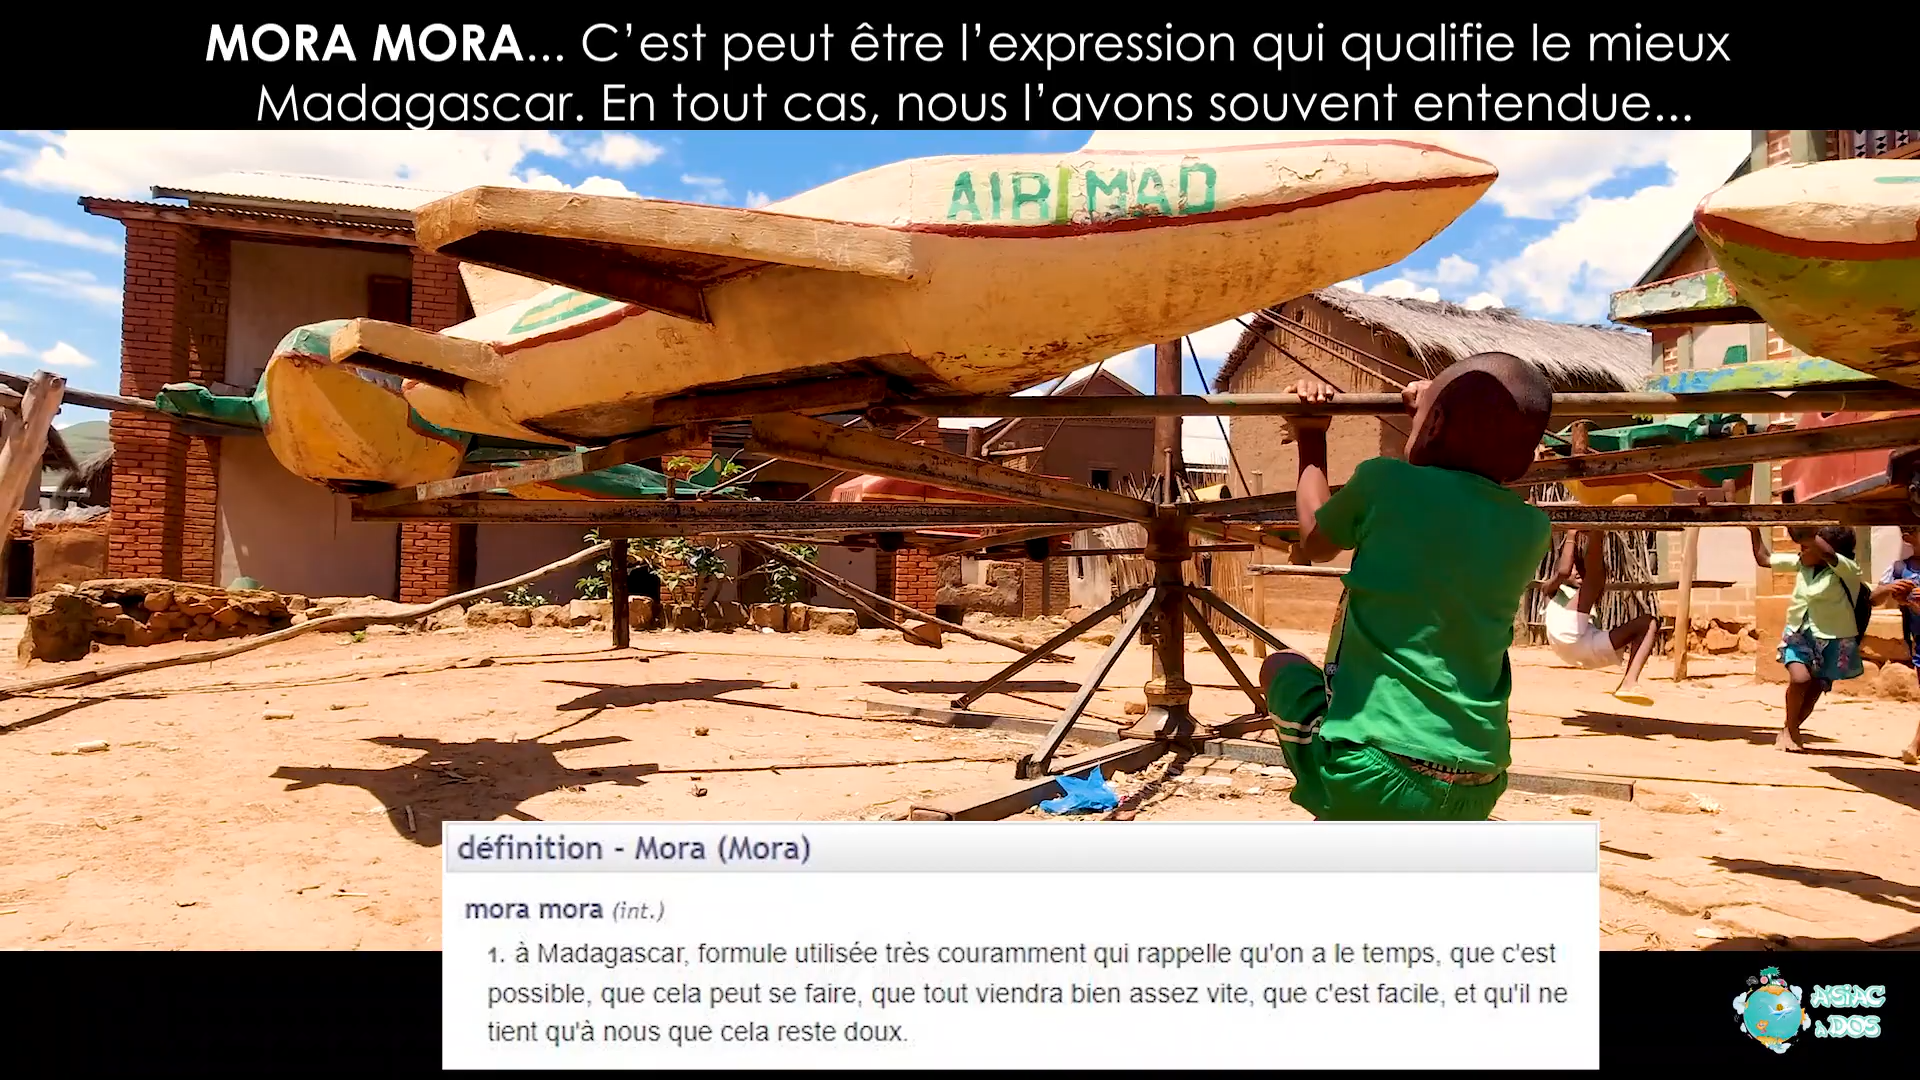 MORA MORA... C’est peut être l’expression qui qualifie le mieux
Madagascar. En tout cas, nous l’avons souvent entendue...
AIR MAD
définition - Mora (Mora)
mora mora (int.)
1. à Madagascar, formule utilisée très couramment qui rappelle qu'on a le temps, que c'est
possible, que cela peut se faire, que tout viendra bien assez vite, que c'est facile, et qu'il ne
tient qu'à nous que cela reste doux.
A'SIAC
À DOS